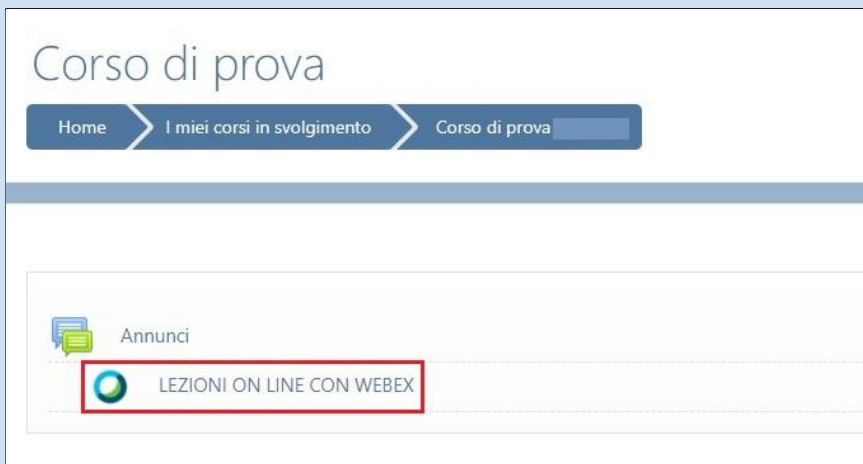 Corso di prova
Home I miei corsi in svolgimento Corso di prova
Annunci
LEZIONI ON LINE CON WEBEX